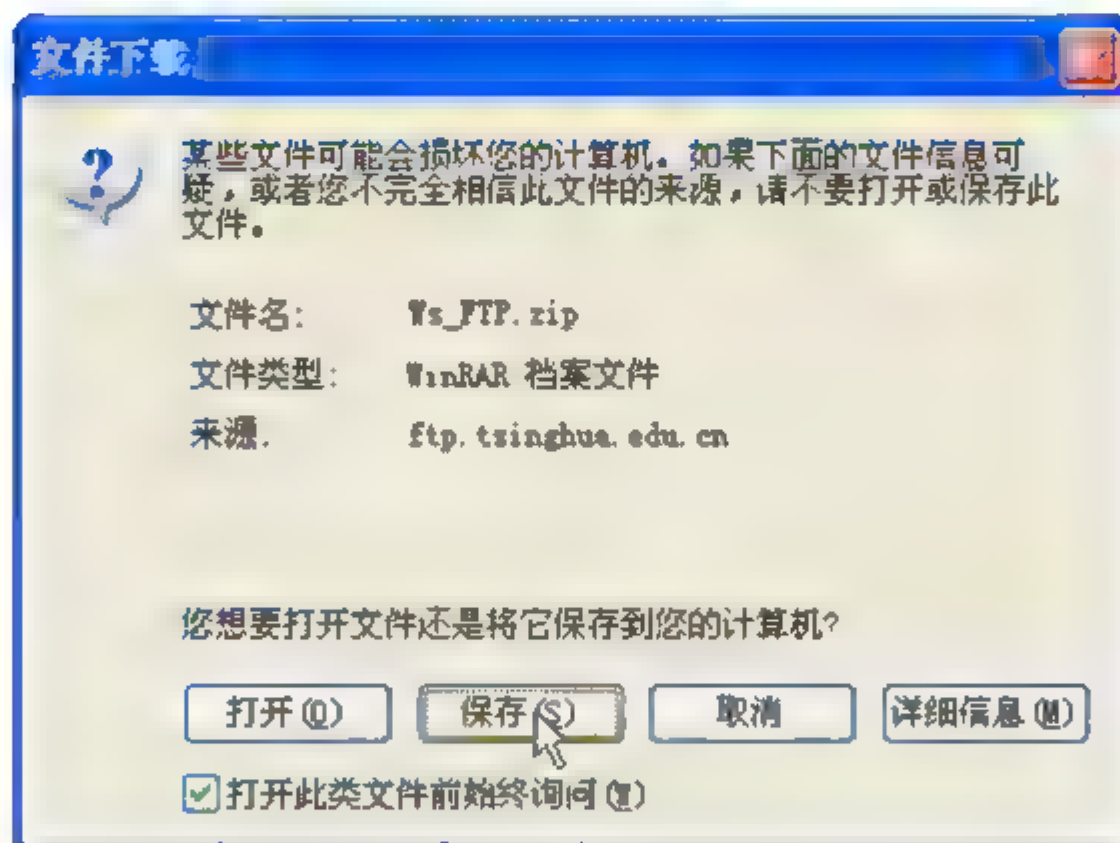 文件下载
某些文件可能会损坏您的计算机。如果下面的文件信息可
疑，或者您不完全相信此文件的来源，请不要打开或保存此
文件。
文件名: Ws_FTP.zip
文件类型: WinRAR 档案文件
来源: ftp.tsinghua.edu.cn
您想要打开文件还是将它保存到您的计算机?
打开(O) 保存(S) 取消 详细信息(M)
打开此类文件前始终询问(W)